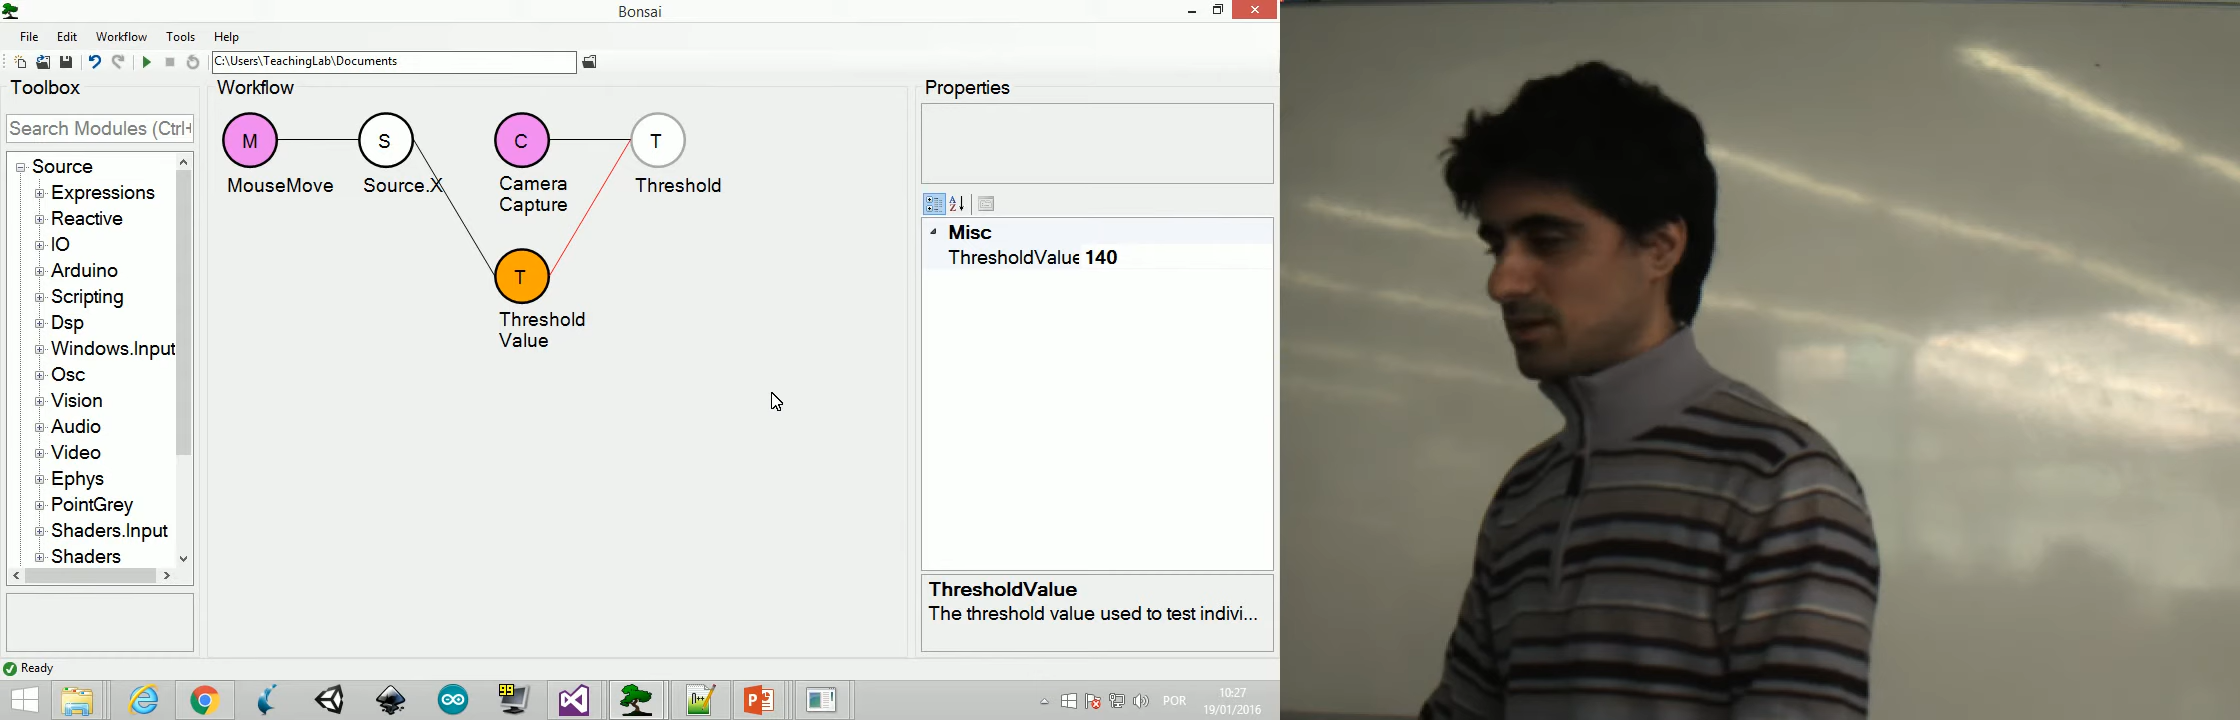 Bonsai
File Edit Workflow Tools Help
C:\Users\TeachingLab\Documents
Toolbox
Workflow
Properties
Search Modules (Ctrl+
Source
Expressions
Reactive
IO
Arduino
Scripting
Dsp
Windows.Input
Osc
Vision
Audio
Video
Ephys
PointGrey
Shaders.Input
Shaders
M
S
C
T
MouseMove
Source.X
Camera
Capture
Threshold
T
Threshold
Value
A
Z
Misc
ThresholdValue 140
ThresholdValue
The threshold value used to test indivi...
Ready
99
POR
10:27
19/01/2016